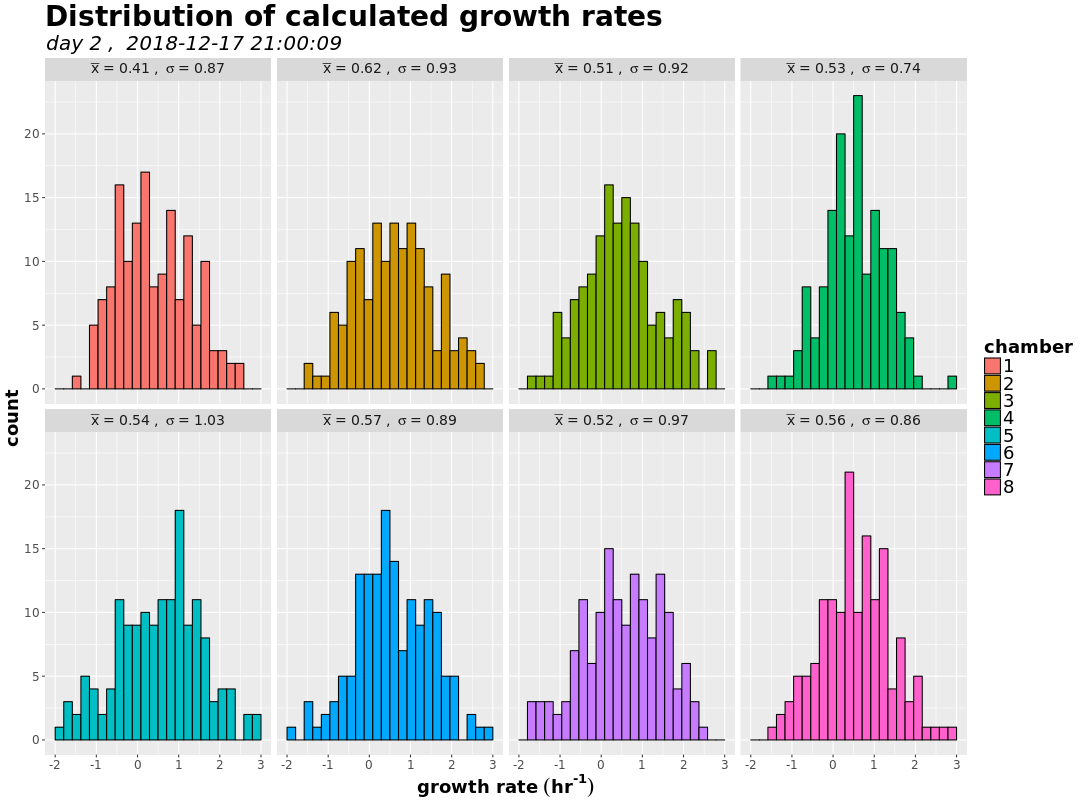 Distribution of calculated growth rates
day 2 ,  2018-12-17 21:00:09
x̅ = 0.41 ,  σ = 0.87
x̅ = 0.62 ,  σ = 0.93
x̅ = 0.51 ,  σ = 0.92
x̅ = 0.53 ,  σ = 0.74
20
15
10
5
0
x̅ = 0.54 ,  σ = 1.03
x̅ = 0.57 ,  σ = 0.89
x̅ = 0.52 ,  σ = 0.97
x̅ = 0.56 ,  σ = 0.86
20
15
10
5
0
-2 -1 0 1 2 3
-2 -1 0 1 2 3
-2 -1 0 1 2 3
-2 -1 0 1 2 3
count
growth rate (hr⁻¹)
chamber
1
2
3
4
5
6
7
8